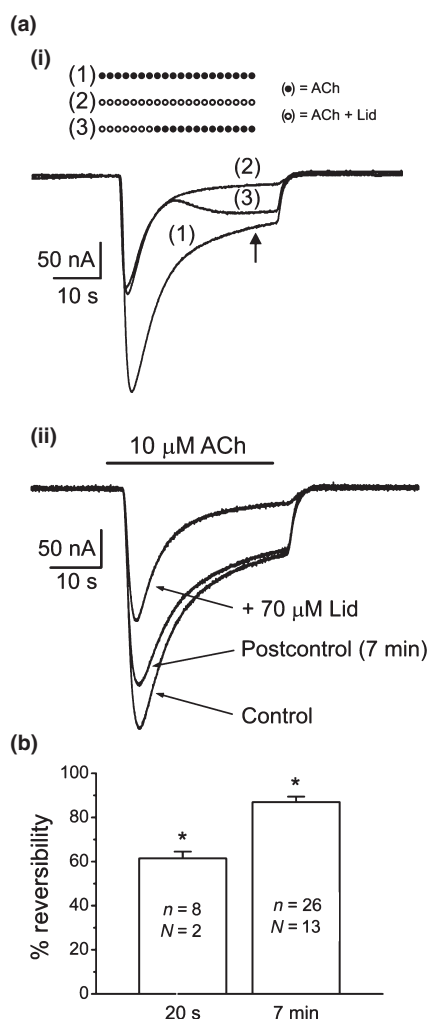 (a)
(i)
(1)
(2)
(3)
(●) = ACh
(○) = ACh + Lid
(2)
(3)
(1)
50 nA
10 s
(ii)
10 µM ACh
50 nA
10 s
+ 70 µM Lid
Postcontrol (7 min)
Control
(b)
100
80
60
40
20
0
% reversibility
*
*
n = 8
N = 2
n = 26
N = 13
20 s
7 min